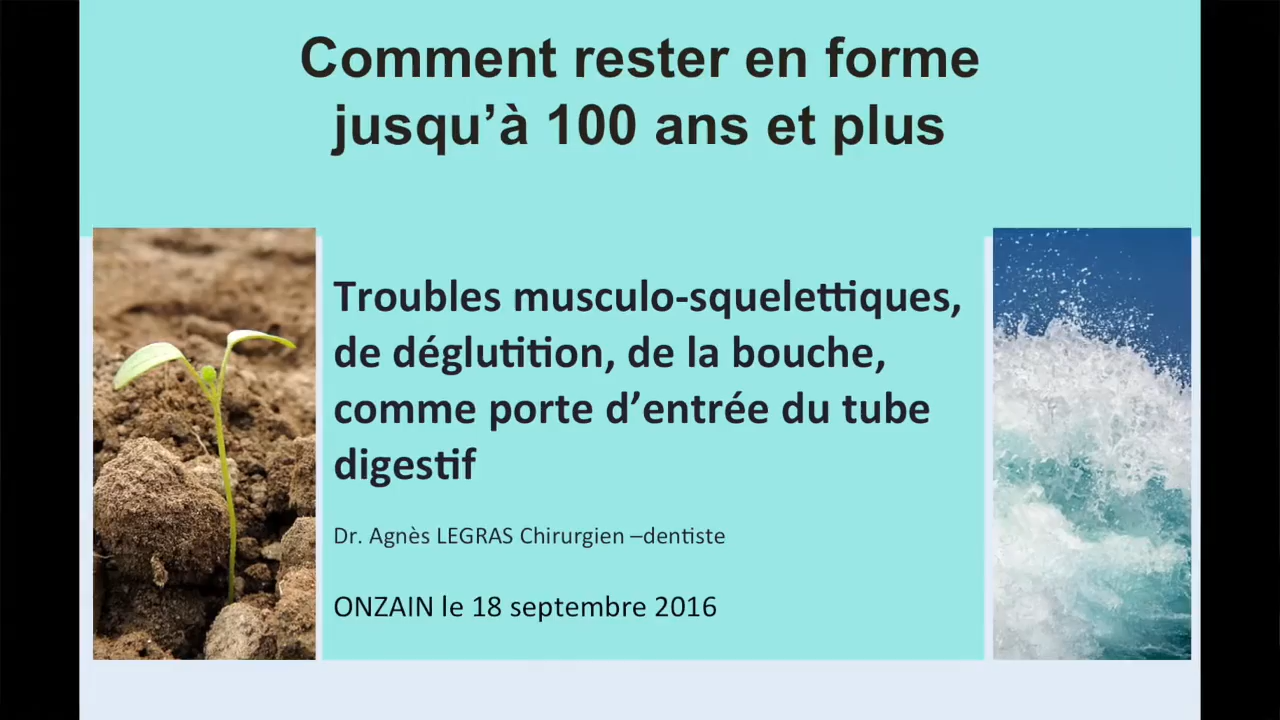 Comment rester en forme
jusqu’à 100 ans et plus
Troubles musculo-squelettiques,
de déglutition, de la bouche,
comme porte d’entrée du tube
digestif
Dr. Agnès LEGRAS Chirurgien –dentiste
ONZAIN le 18 septembre 2016